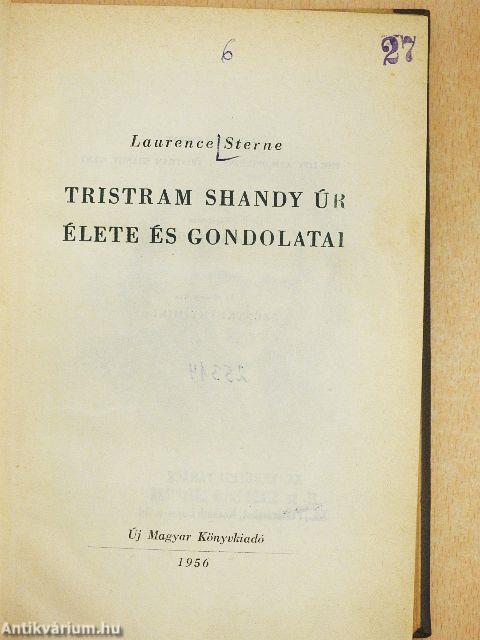 6
27
Laurence Sterne
TRISTRAM SHANDY ÚR
ÉLETE ÉS GONDOLATAI
Új Magyar Könyvkiadó
1956
Antikvárium.hu